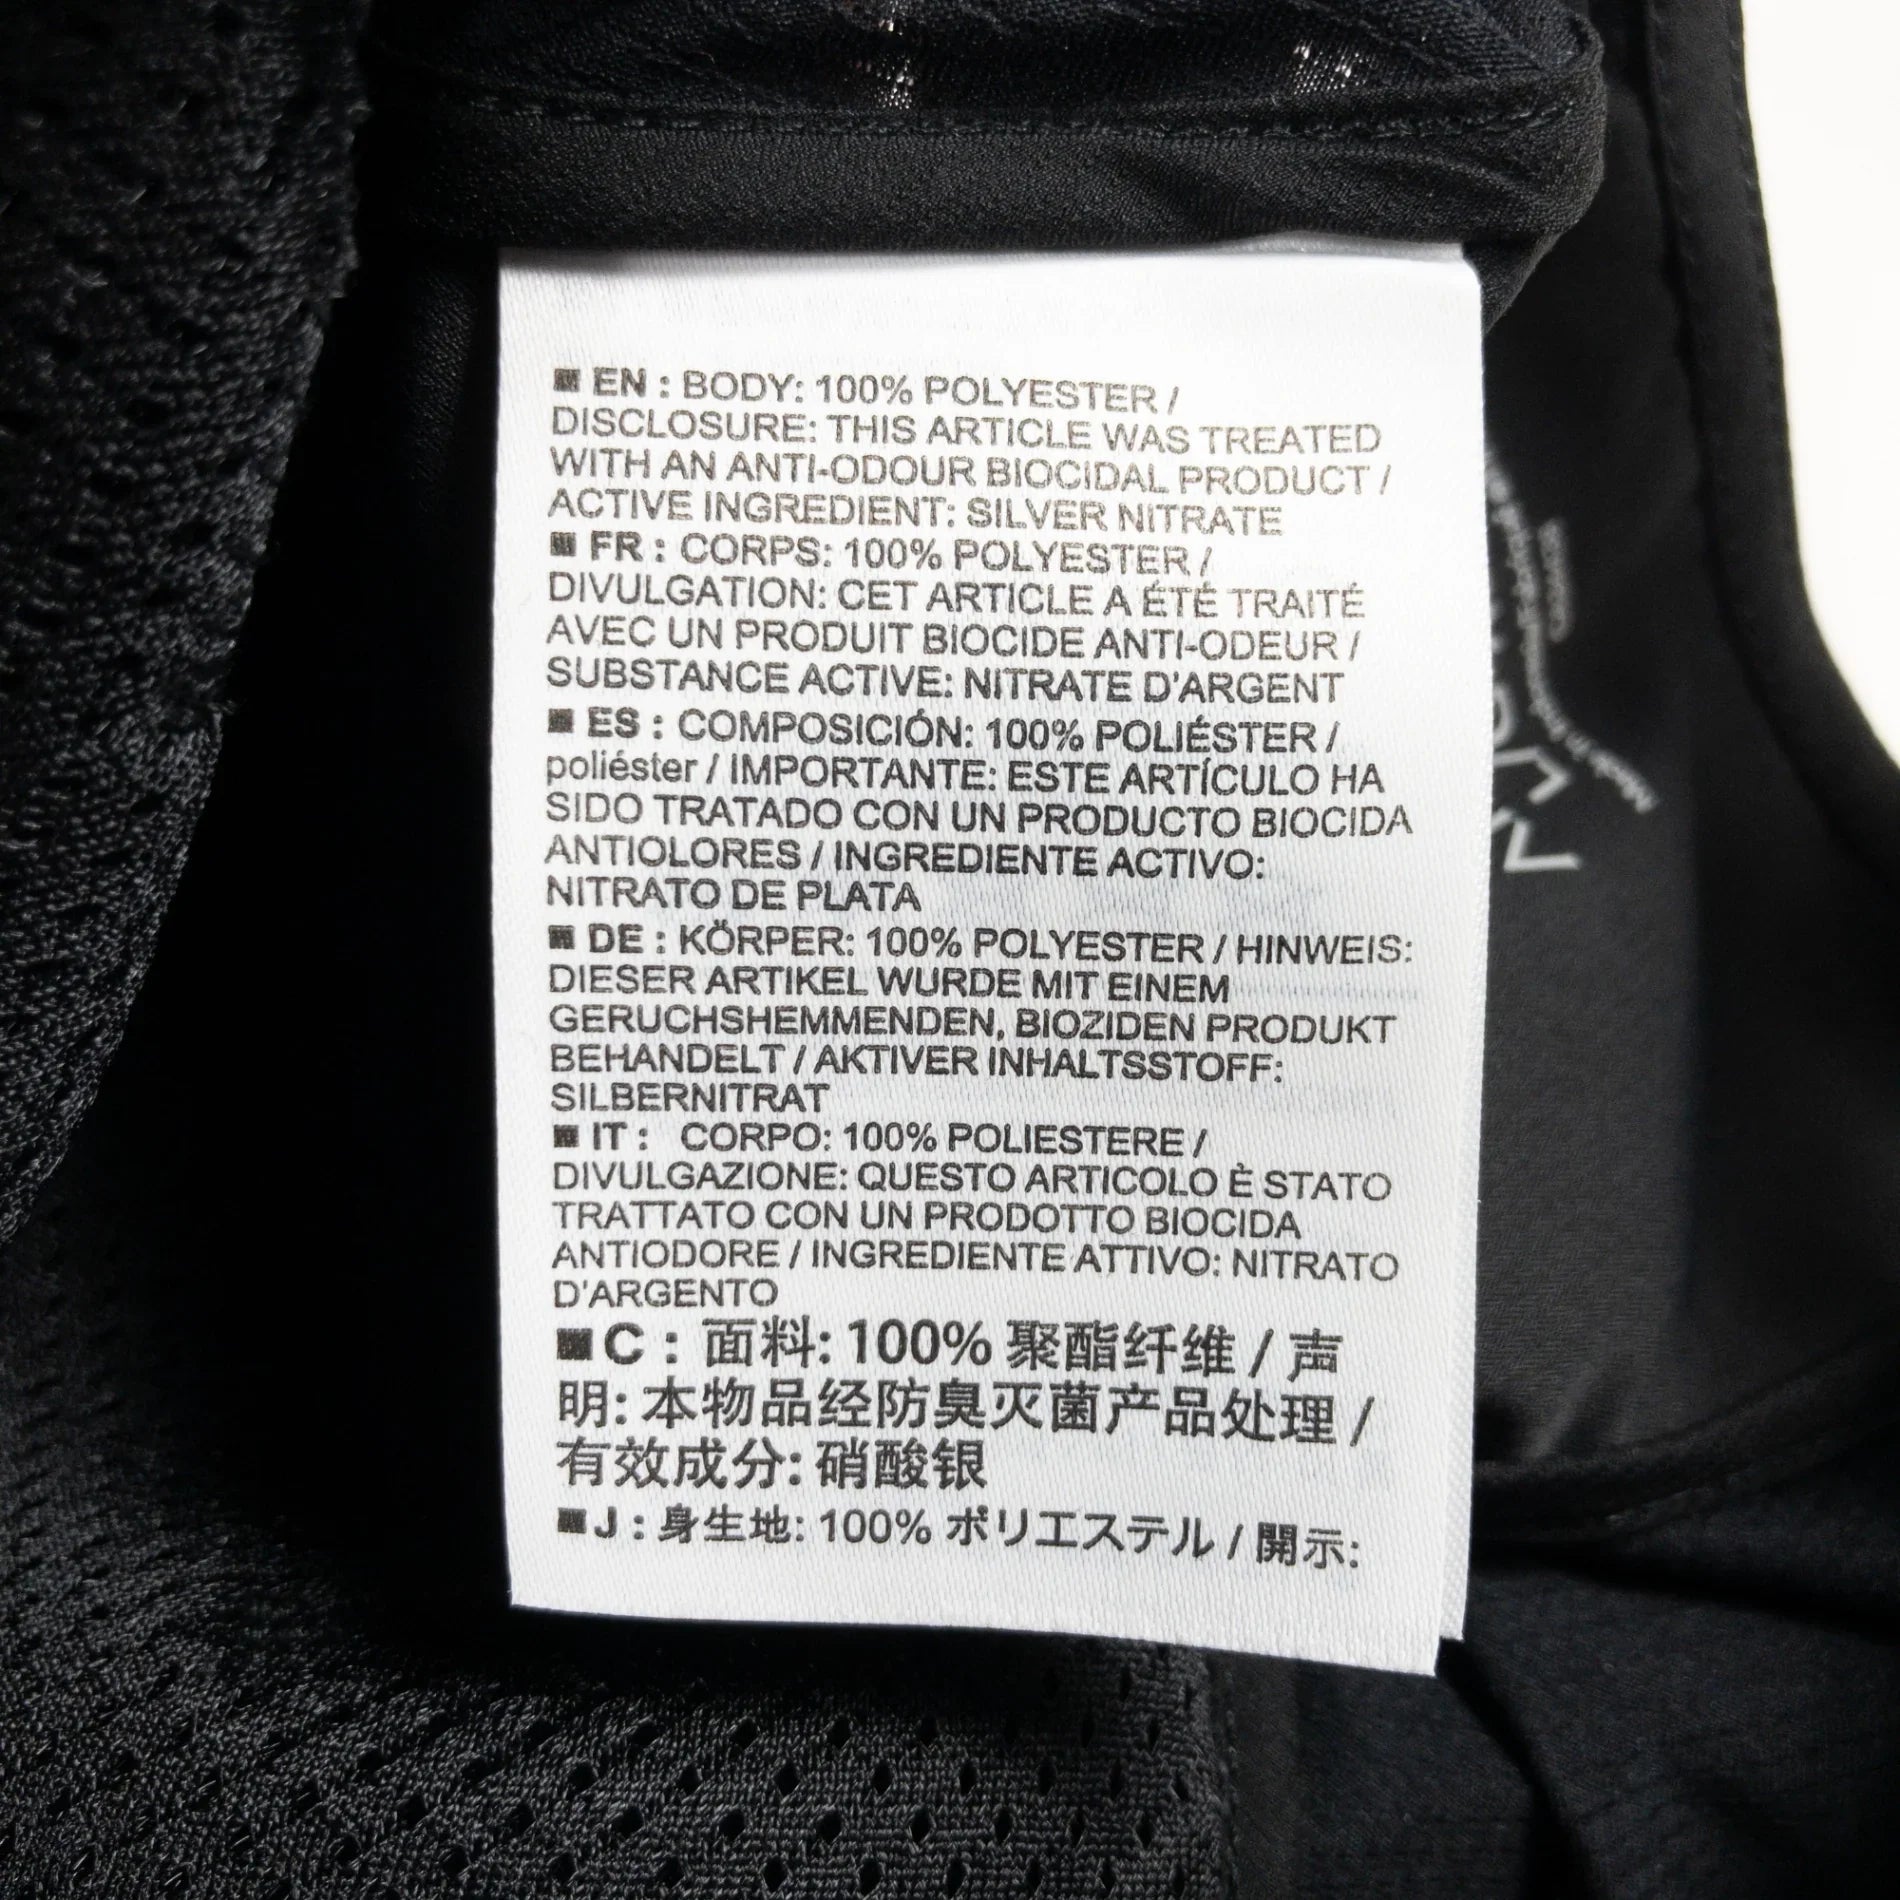 ■ EN : BODY: 100% POLYESTER /
DISCLOSURE: THIS ARTICLE WAS TREATED
WITH AN ANTI-ODOUR BIOCIDAL PRODUCT /
ACTIVE INGREDIENT: SILVER NITRATE
■ FR : CORPS: 100% POLYESTER /
DIVULGATION: CET ARTICLE A ÉTÉ TRAITÉ
AVEC UN PRODUIT BIOCIDE ANTI-ODEUR /
SUBSTANCE ACTIVE: NITRATE D'ARGENT
■ ES : COMPOSICIÓN: 100% POLIÉSTER /
poliéster / IMPORTANTE: ESTE ARTÍCULO HA
SIDO TRATADO CON UN PRODUCTO BIOCIDA
ANTIOLORES / INGREDIENTE ACTIVO:
NITRATO DE PLATA
■ DE : KÖRPER: 100% POLYESTER / HINWEIS:
DIESER ARTIKEL WURDE MIT EINEM
GERUCHSHEMMENDEN, BIOZIDEN PRODUKT
BEHANDELT / AKTIVER INHALTSSTOFF:
SILBERNITRAT
■ IT : CORPO: 100% POLIESTERE /
DIVULGAZIONE: QUESTO ARTICOLO È STATO
TRATTATO CON UN PRODOTTO BIOCIDA
ANTIODORE / INGREDIENTE ATTIVO: NITRATO
D'ARGENTO
■ C : 面料: 100% 聚酯纤维 / 声
明: 本物品经防臭灭菌产品处理 /
有效成分: 硝酸银
■ J : 身生地: 100% ポリエステル / 開示:
Made in